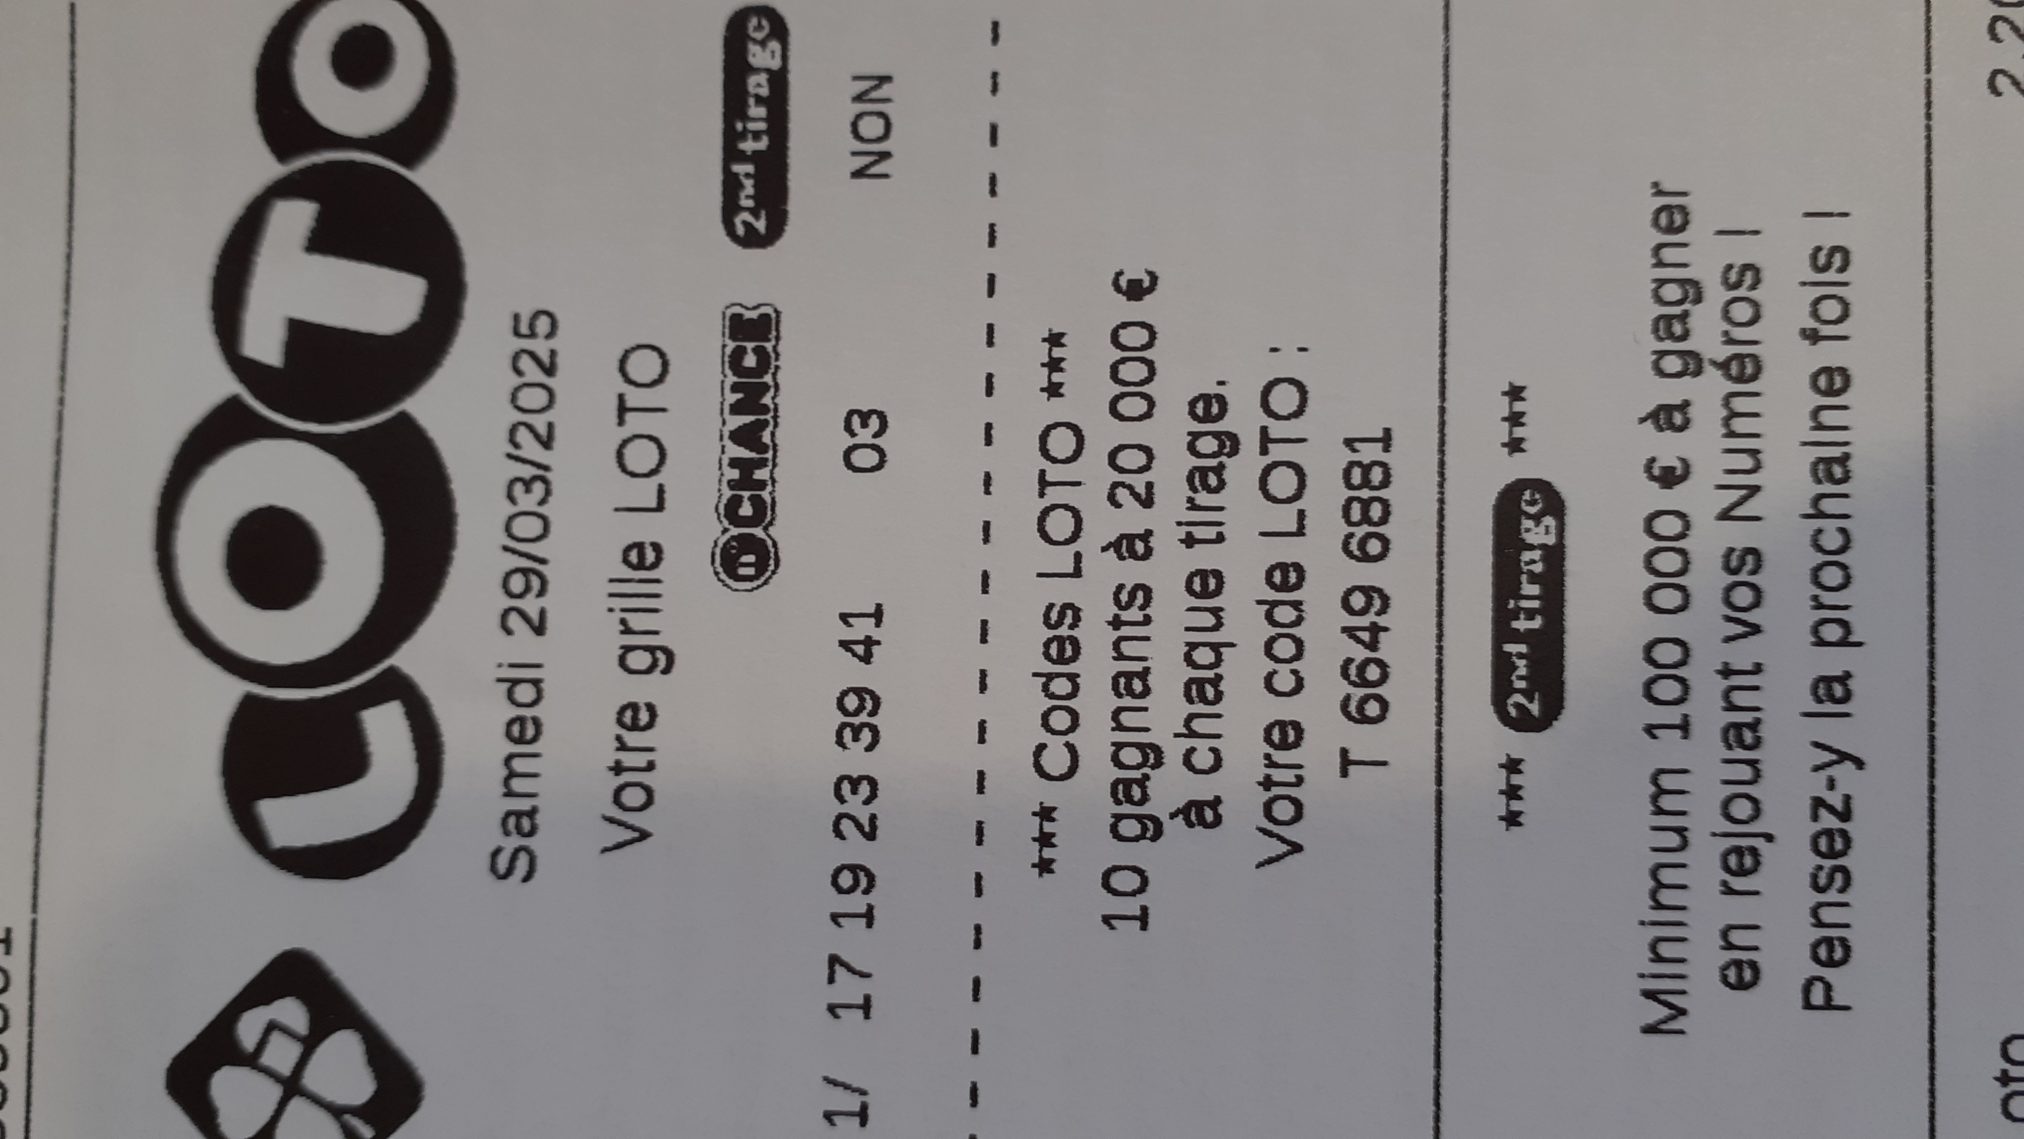 LOTO
Samedi 29/03/2025
Votre grille LOTO
n° CHANCE 2nd tirage
1/ 17 19 23 39 41 03 NON
*** Codes LOTO ***
10 gagnants à 20 000 €
à chaque tirage.
Votre code LOTO :
T 6649 6881
*** 2nd tirage ***
Minimum 100 000 € à gagner
en rejouant vos Numéros !
Pensez-y la prochaine fois !